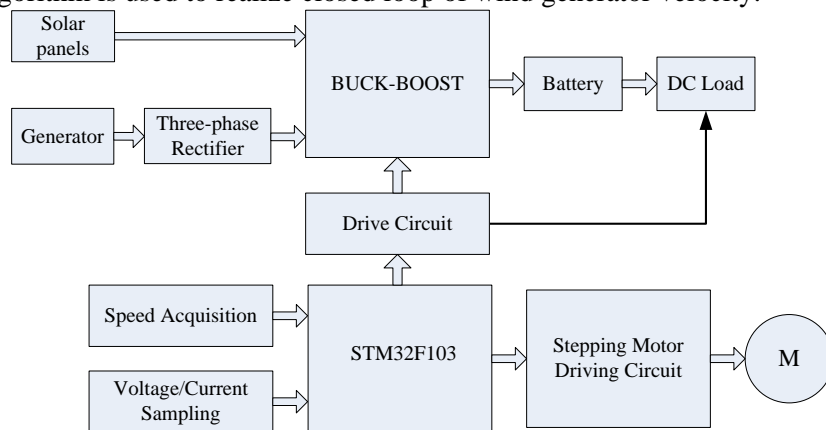 is used to realize closed loop of wind generator velocity.
Solar
panels
BUCK-BOOST
Battery
DC Load
Generator
Three-phase
Rectifier
Drive Circuit
Speed Acquisition
STM32F103
Stepping Motor
Driving Circuit
M
Voltage/Current
Sampling